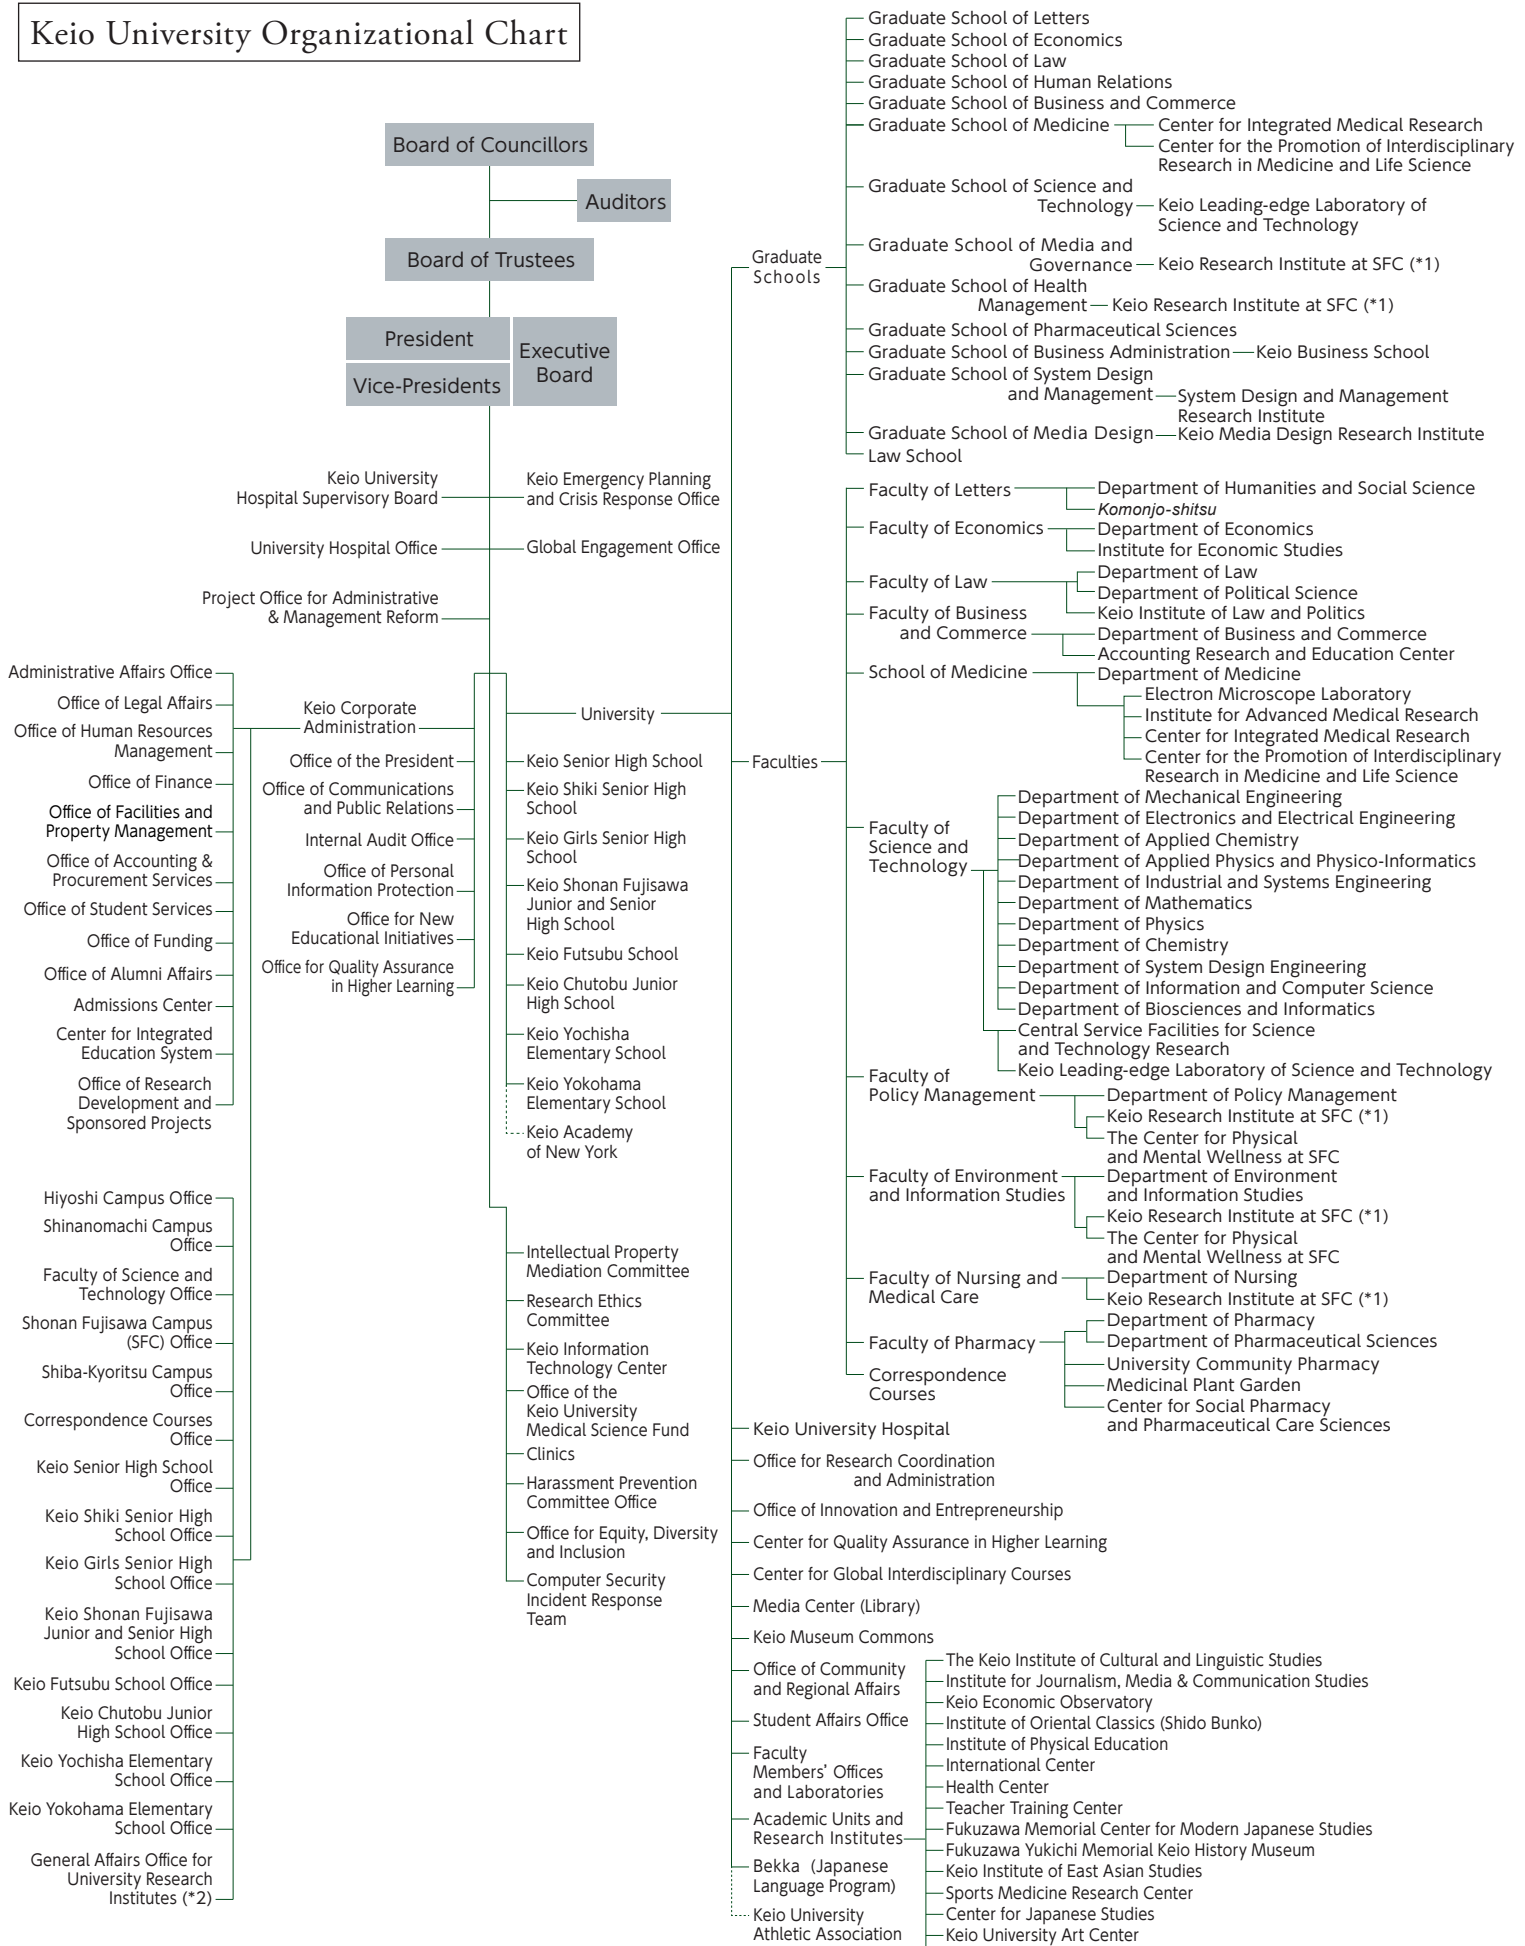 Keio University Organizational Chart
Board of Councillors
Auditors
Board of Trustees
President
Vice-Presidents
Executive
Board
Keio University
Hospital Supervisory Board
Keio Emergency Planning
and Crisis Response Office
University Hospital Office
Global Engagement Office
Project Office for Administrative
& Management Reform
Keio Corporate
Administration
Administrative Affairs Office
Office of Legal Affairs
Office of Human Resources
Management
Office of Finance
Office of Facilities and
Property Management
Office of Accounting &
Procurement Services
Office of Student Services
Office of Funding
Office of Alumni Affairs
Admissions Center
Center for Integrated
Education System
Office of Research
Development and
Sponsored Projects
Hiyoshi Campus Office
Shinanomachi Campus
Office
Faculty of Science and
Technology Office
Shonan Fujisawa Campus
(SFC) Office
Shiba-Kyoritsu Campus
Office
Correspondence Courses
Office
Keio Senior High School
Office
Keio Shiki Senior High
School Office
Keio Girls Senior High
School Office
Keio Shonan Fujisawa
Junior and Senior High
School Office
Keio Futsubu School Office
Keio Chutobu Junior
High School Office
Keio Yochisha Elementary
School Office
Keio Yokohama Elementary
School Office
General Affairs Office for
University Research
Institutes (*2)
Office of the President
Office of Communications
and Public Relations
Internal Audit Office
Office of Personal
Information Protection
Office for New
Educational Initiatives
Office for Quality Assurance
in Higher Learning
University
Keio Senior High School
Keio Shiki Senior High
School
Keio Girls Senior High
School
Keio Shonan Fujisawa
Junior and Senior
High School
Keio Futsubu School
Keio Chutobu Junior
High School
Keio Yochisha
Elementary School
Keio Yokohama
Elementary School
Keio Academy
of New York
Intellectual Property
Mediation Committee
Research Ethics
Committee
Keio Information
Technology Center
Office of the
Keio University
Medical Science Fund
Clinics
Harassment Prevention
Committee Office
Office for Equity, Diversity
and Inclusion
Computer Security
Incident Response
Team
Graduate
Schools
Graduate School of Letters
Graduate School of Economics
Graduate School of Law
Graduate School of Human Relations
Graduate School of Business and Commerce
Graduate School of Medicine
Center for Integrated Medical Research
Center for the Promotion of Interdisciplinary
Research in Medicine and Life Science
Graduate School of Science and
Technology
Keio Leading-edge Laboratory of
Science and Technology
Graduate School of Media and
Governance
Keio Research Institute at SFC (*1)
Graduate School of Health
Management
Keio Research Institute at SFC (*1)
Graduate School of Pharmaceutical Sciences
Graduate School of Business Administration
Keio Business School
Graduate School of System Design
and Management
System Design and Management
Research Institute
Graduate School of Media Design
Keio Media Design Research Institute
Law School
Faculties
Faculty of Letters
Department of Humanities and Social Science
Komonjo-shitsu
Faculty of Economics
Department of Economics
Institute for Economic Studies
Faculty of Law
Department of Law
Department of Political Science
Keio Institute of Law and Politics
Faculty of Business
and Commerce
Department of Business and Commerce
Accounting Research and Education Center
School of Medicine
Department of Medicine
Electron Microscope Laboratory
Institute for Advanced Medical Research
Center for Integrated Medical Research
Center for the Promotion of Interdisciplinary
Research in Medicine and Life Science
Faculty of
Science and
Technology
Department of Mechanical Engineering
Department of Electronics and Electrical Engineering
Department of Applied Chemistry
Department of Applied Physics and Physico-Informatics
Department of Industrial and Systems Engineering
Department of Mathematics
Department of Physics
Department of Chemistry
Department of System Design Engineering
Department of Information and Computer Science
Department of Biosciences and Informatics
Central Service Facilities for Science
and Technology Research
Keio Leading-edge Laboratory of Science and Technology
Faculty of
Policy Management
Department of Policy Management
Keio Research Institute at SFC (*1)
The Center for Physical
and Mental Wellness at SFC
Faculty of Environment
and Information Studies
Department of Environment
and Information Studies
Keio Research Institute at SFC (*1)
The Center for Physical
and Mental Wellness at SFC
Faculty of Nursing and
Medical Care
Department of Nursing
Keio Research Institute at SFC (*1)
Faculty of Pharmacy
Department of Pharmacy
Department of Pharmaceutical Sciences
University Community Pharmacy
Medicinal Plant Garden
Center for Social Pharmacy
and Pharmaceutical Care Sciences
Correspondence
Courses
Keio University Hospital
Office for Research Coordination
and Administration
Office of Innovation and Entrepreneurship
Center for Quality Assurance in Higher Learning
Center for Global Interdisciplinary Courses
Media Center (Library)
Keio Museum Commons
Office of Community
and Regional Affairs
Student Affairs Office
Faculty
Members' Offices
and Laboratories
Academic Units and
Research Institutes
Bekka (Japanese
Language Program)
Keio University
Athletic Association
The Keio Institute of Cultural and Linguistic Studies
Institute for Journalism, Media & Communication Studies
Keio Economic Observatory
Institute of Oriental Classics (Shido Bunko)
Institute of Physical Education
International Center
Health Center
Teacher Training Center
Fukuzawa Memorial Center for Modern Japanese Studies
Fukuzawa Yukichi Memorial Keio History Museum
Keio Institute of East Asian Studies
Sports Medicine Research Center
Center for Japanese Studies
Keio University Art Center